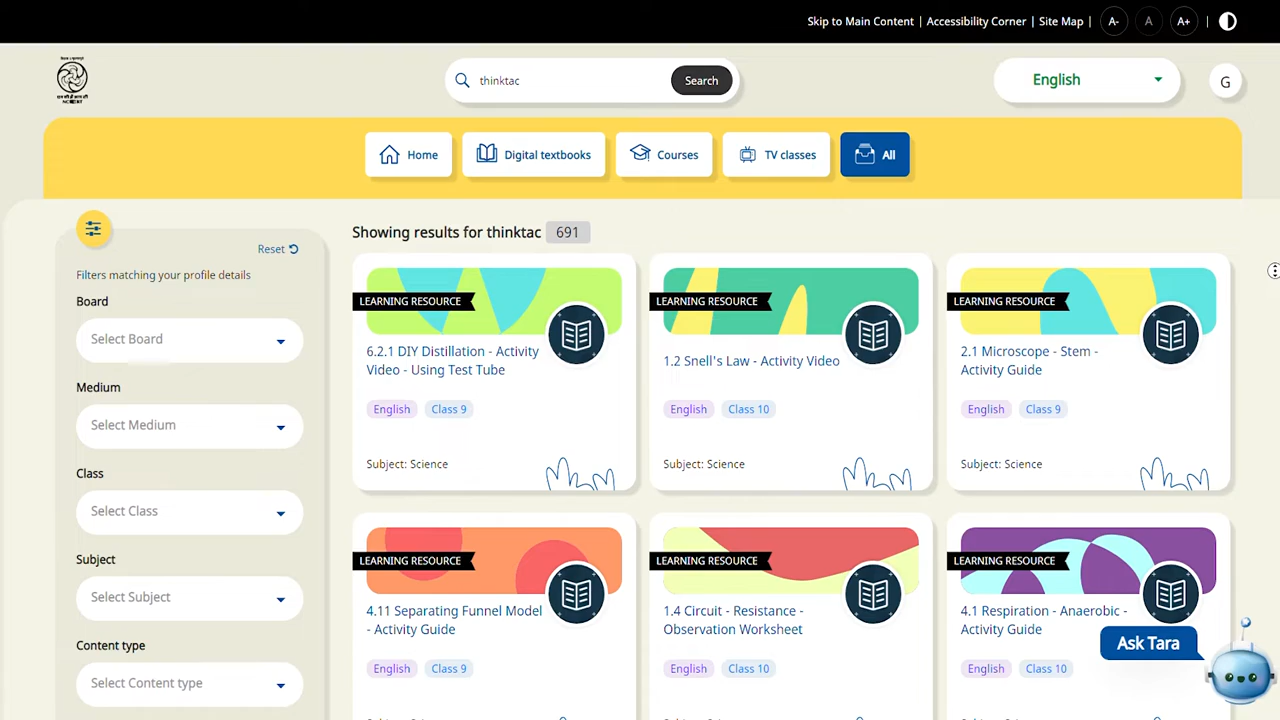 Skip to Main Content | Accessibility Corner | Site Map | A- A A+ |
thinktac
Search
English
G
Home
Digital textbooks
Courses
TV classes
All
Reset
Filters matching your profile details
Board
Select Board
Medium
Select Medium
Class
Select Class
Subject
Select Subject
Content type
Select Content type
Showing results for thinktac 691
LEARNING RESOURCE
6.2.1 DIY Distillation - Activity
Video - Using Test Tube
English Class 9
Subject: Science
LEARNING RESOURCE
1.2 Snell's Law - Activity Video
English Class 10
Subject: Science
LEARNING RESOURCE
2.1 Microscope - Stem -
Activity Guide
English Class 9
Subject: Science
LEARNING RESOURCE
4.11 Separating Funnel Model
- Activity Guide
English Class 9
LEARNING RESOURCE
1.4 Circuit - Resistance -
Observation Worksheet
English Class 10
LEARNING RESOURCE
4.1 Respiration - Anaerobic -
Activity Guide
English Class 10
Ask Tara